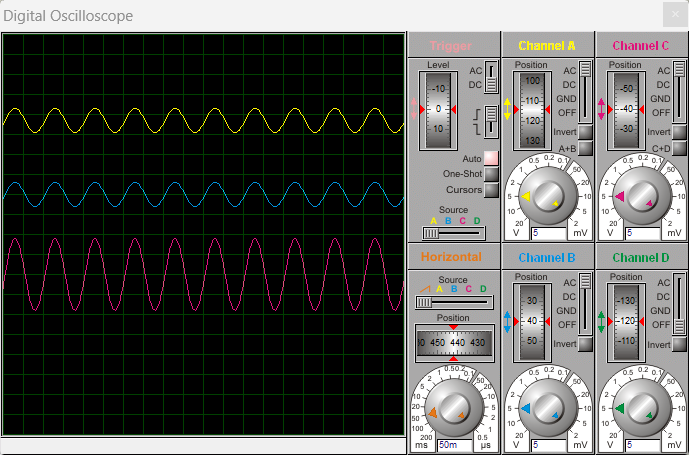 Digital Oscilloscope
Trigger
Level
-10
0
10
AC
DC
Auto
One-Shot
Cursors
Source
A B C D
Channel A
Position
100
110
120
130
AC
DC
GND
OFF
Invert
A+B
0.2 0.1
0.5 50
1 20
2 10
5 5
10 2
20
V 5 mV
Channel C
Position
-50
-40
-30
AC
DC
GND
OFF
Invert
C+D
0.2 0.1
0.5 50
1 20
2 10
5 5
10 2
20
V 5 mV
Horizontal
Source
A B C D
Position
450 440 430
0.5 100
1 50
2 20
5 10
10 5
20 2
50 1
100 0.5
200
ms 50m µs
Channel B
Position
30
40
50
AC
DC
GND
OFF
Invert
0.2 0.1
0.5 50
1 20
2 10
5 5
10 2
20
V 5 mV
Channel D
Position
-130
-120
-110
AC
DC
GND
OFF
Invert
0.2 0.1
0.5 50
1 20
2 10
5 5
10 2
20
V 5 mV